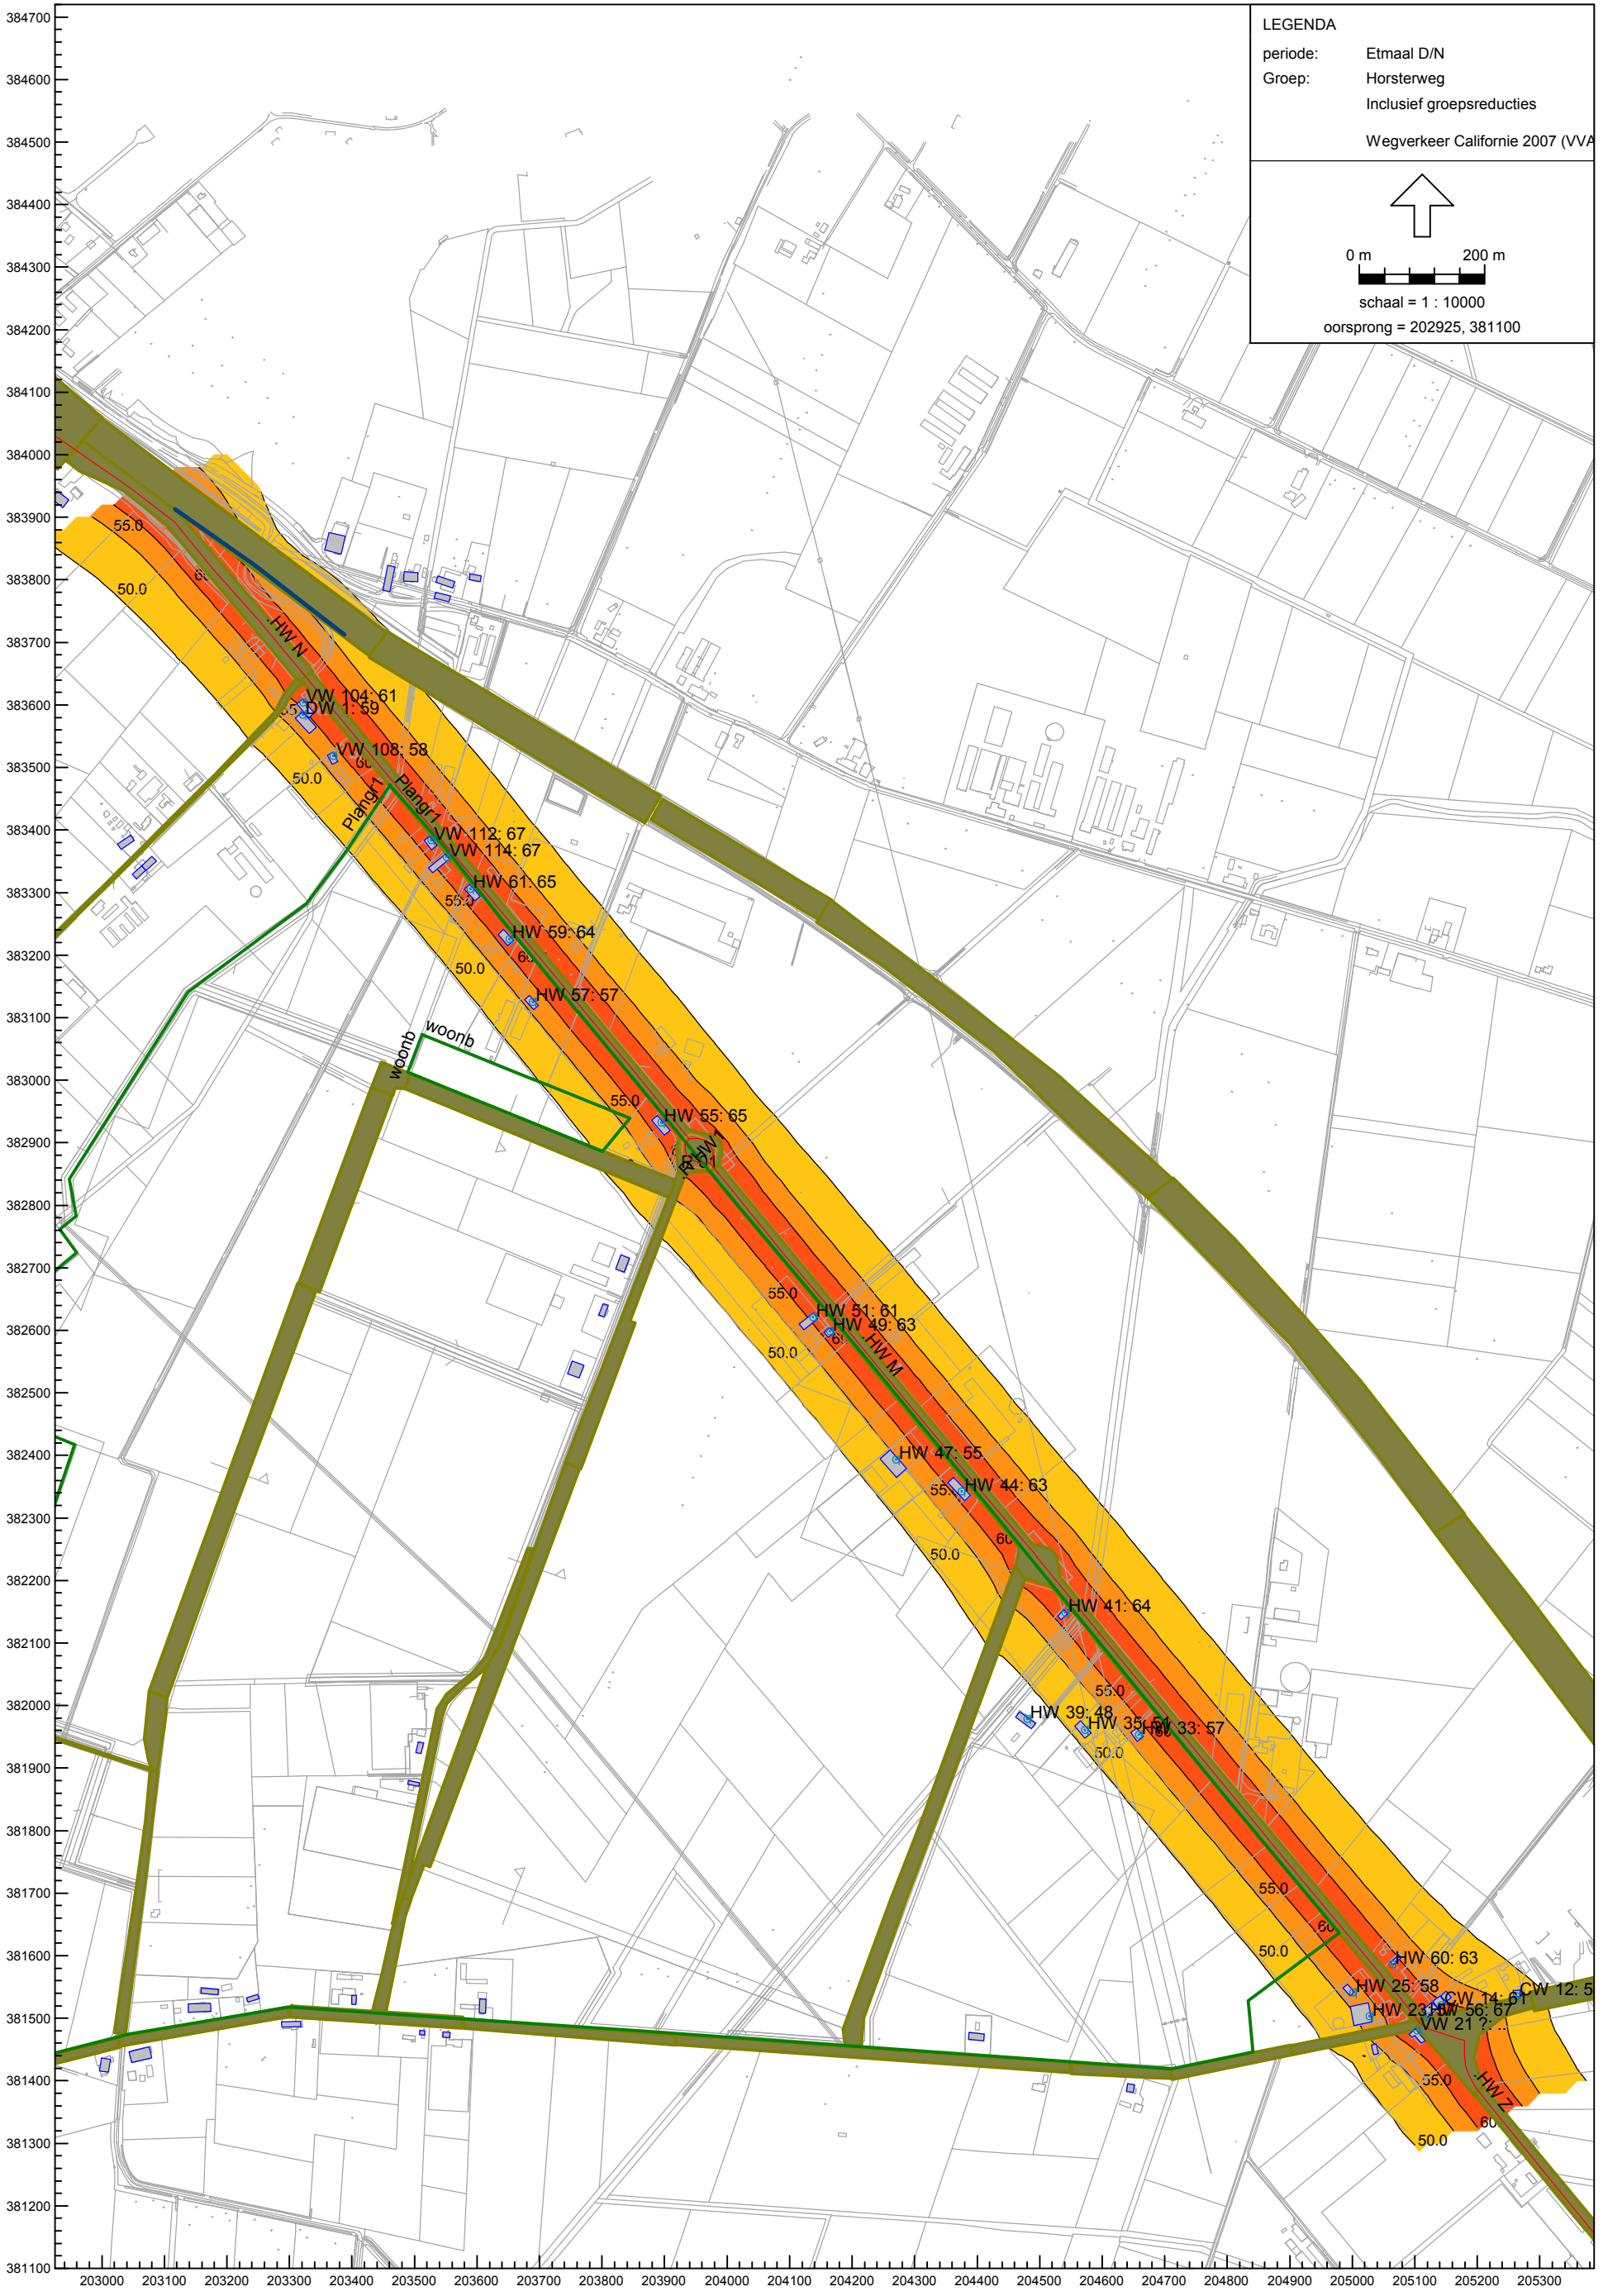 LEGENDA
periode: Etmaal D/N
Groep: Horsterweg
Inclusief groepsreducties
Wegverkeer Californie 2007 (VVA
0 m 200 m
schaal = 1 : 10000
oorsprong = 202925, 381100
384700
384600
384500
384400
384300
384200
384100
384000
383900
383800
383700
383600
383500
383400
383300
383200
383100
383000
382900
382800
382700
382600
382500
382400
382300
382200
382100
382000
381900
381800
381700
381600
381500
381400
381300
381200
381100
55.0
50.0
HW N
VW 104: 61
DW 1: 59
VW 108: 58
50.0
Plangr1
Plangr1
VW 112: 67
VW 114: 67
HW 61: 65
55.0
HW 59: 64
50.0
HW 57: 57
woonb
woonb
55.0
HW 55: 65
55.0
HW 51: 61
HW 49: 63
50.0
HW M
HW 47: 55
HW 44: 63
60
50.0
HW 41: 64
55.0
HW 39: 48
HW 35: 51
HW 33: 57
50.0
55.0
60
50.0
HW 60: 63
HW 25: 58
CW 12: 5
CW 14: 61
HW 23: 57
56: 67
VW 21 ?: ..
55.0
HW Z
60
50.0
203000 203100 203200 203300 203400 203500 203600 203700 203800 203900 204000 204100 204200 204300 204400 204500 204600 204700 204800 204900 205000 205100 205200 205300